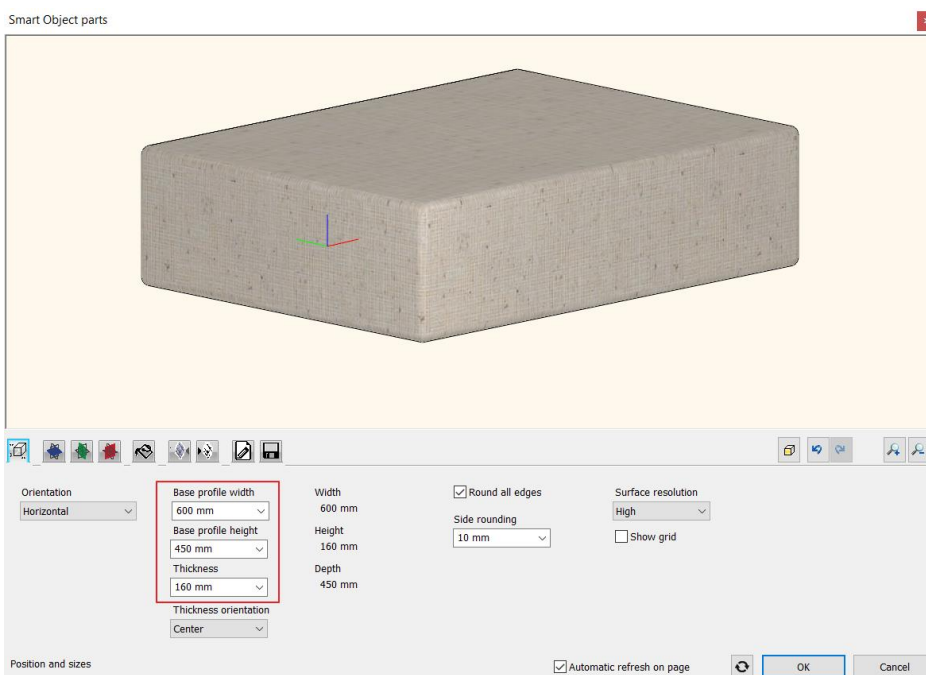 Smart Object parts
Orientation
Horizontal
Base profile width
600 mm
Base profile height
450 mm
Thickness
160 mm
Thickness orientation
Center
Width
600 mm
Height
160 mm
Depth
450 mm
Round all edges
Side rounding
10 mm
Surface resolution
High
Show grid
Position and sizes
Automatic refresh on page
OK
Cancel